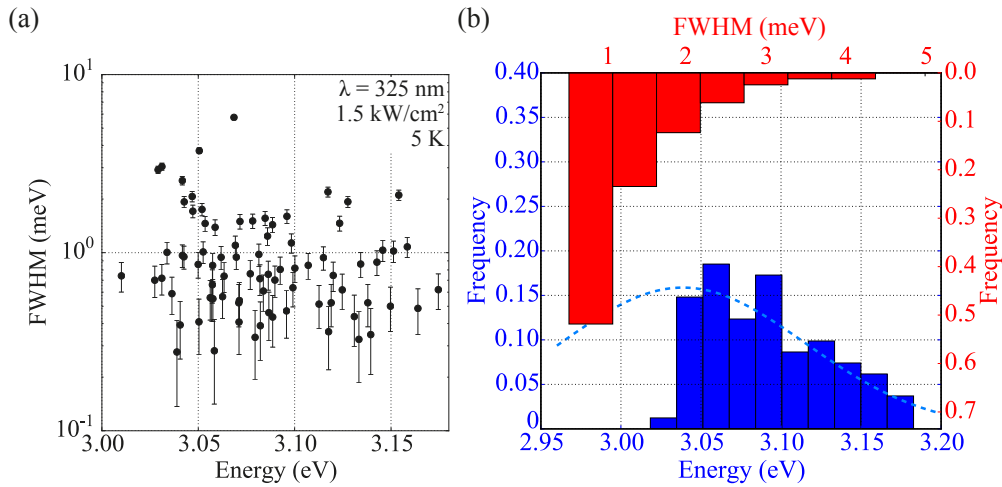 (a)
λ = 325 nm
1.5 kW/cm²
5 K
10¹
10⁰
10⁻¹
FWHM (meV)
3.00 3.05 3.10 3.15
Energy (eV)
(b)
FWHM (meV)
1 2 3 4 5
0.40
0.35
0.30
0.25
0.20
0.15
0.10
0.05
0
Frequency
0.0
0.1
0.2
0.3
0.4
0.5
0.6
0.7
Frequency
2.95 3.00 3.05 3.10 3.15 3.20
Energy (eV)